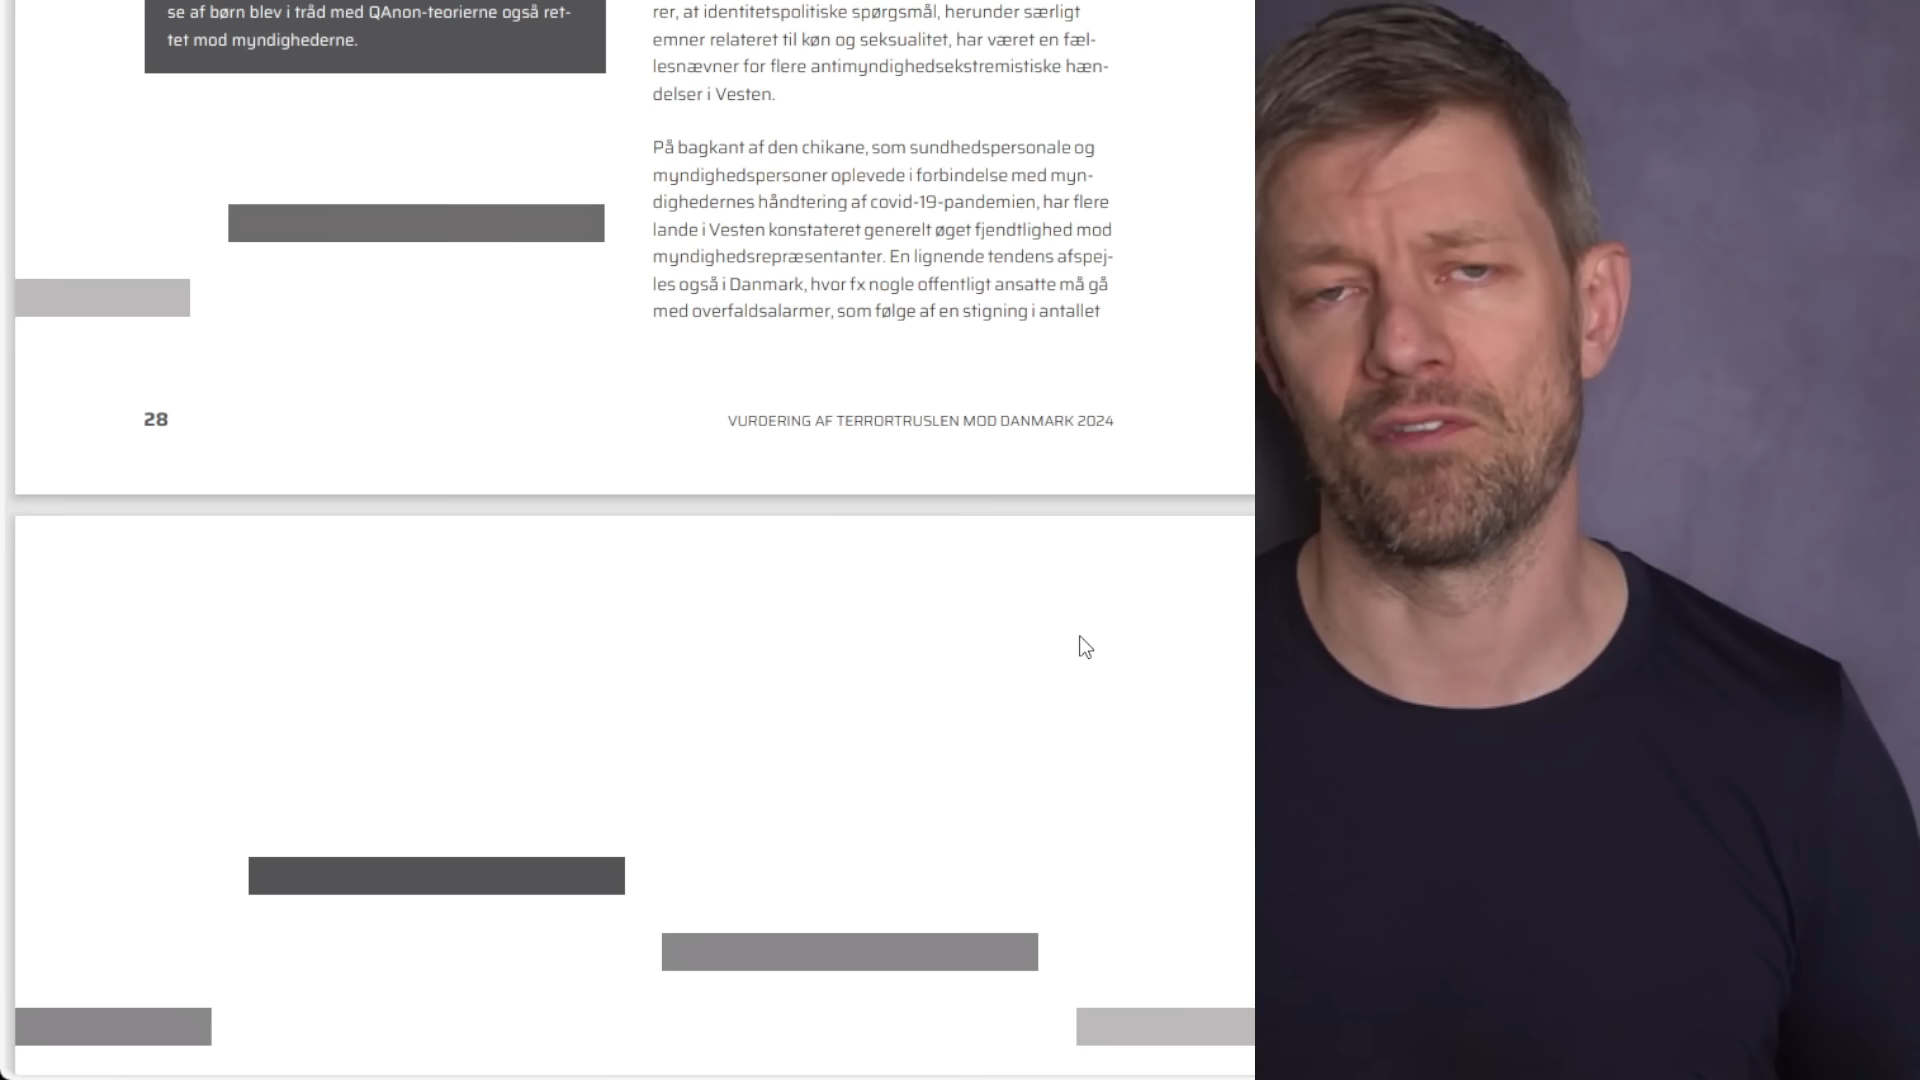 se af børn blev i tråd med QAnon-teorierne også ret-
tet mod myndighederne.
rer, at identitetspolitiske spørgsmål, herunder særligt
emner relateret til køn og seksualitet, har været en fæl-
lesnævner for flere antimyndighedsekstremistiske hæn-
delser i Vesten.
På bagkant af den chikane, som sundhedspersonale og
myndighedspersoner oplevede i forbindelse med myn-
dighedernes håndtering af covid-19-pandemien, har flere
lande i Vesten konstateret generelt øget fjendtlighed mod
myndighedsrepræsentanter. En lignende tendens afspej-
les også i Danmark, hvor fx nogle offentligt ansatte må gå
med overfaldsalarmer, som følge af en stigning i antallet
28
VURDERING AF TERRORTRUSLEN MOD DANMARK 2024